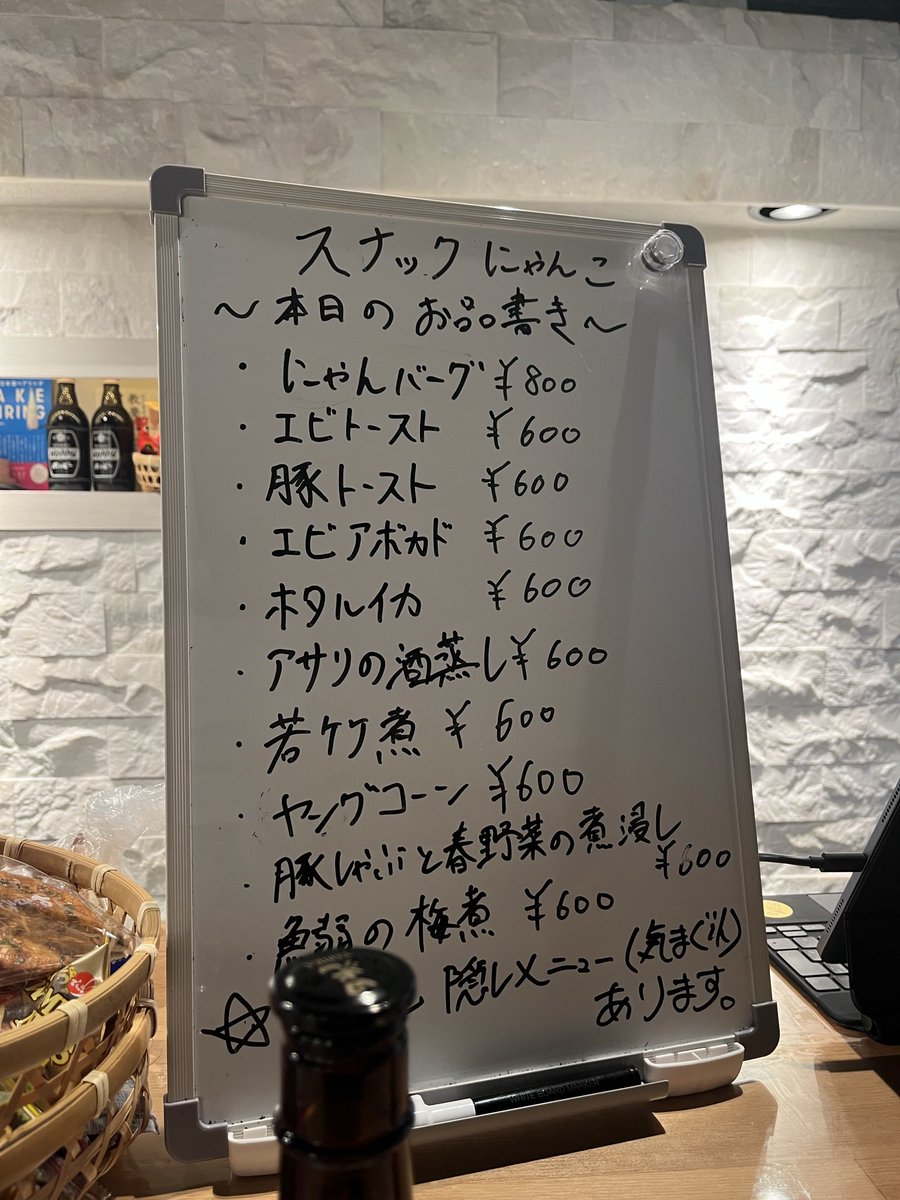 スナックにゃんこ
～本日のお品書き～
・にゃんバーグ ¥800
・エビトースト ¥600
・豚トースト ¥600
・エビアボカド ¥600
・ホタルイカ ¥600
・アサリの酒蒸し ¥600
・若竹煮 ¥600
・ヤングコーン ¥600
・豚しゃぶと春野菜の煮浸し
¥600
・鰯の梅煮 ¥600
☆ 隠しメニュー(気まぐれ)
あります。
WHITE BOARD MARKER